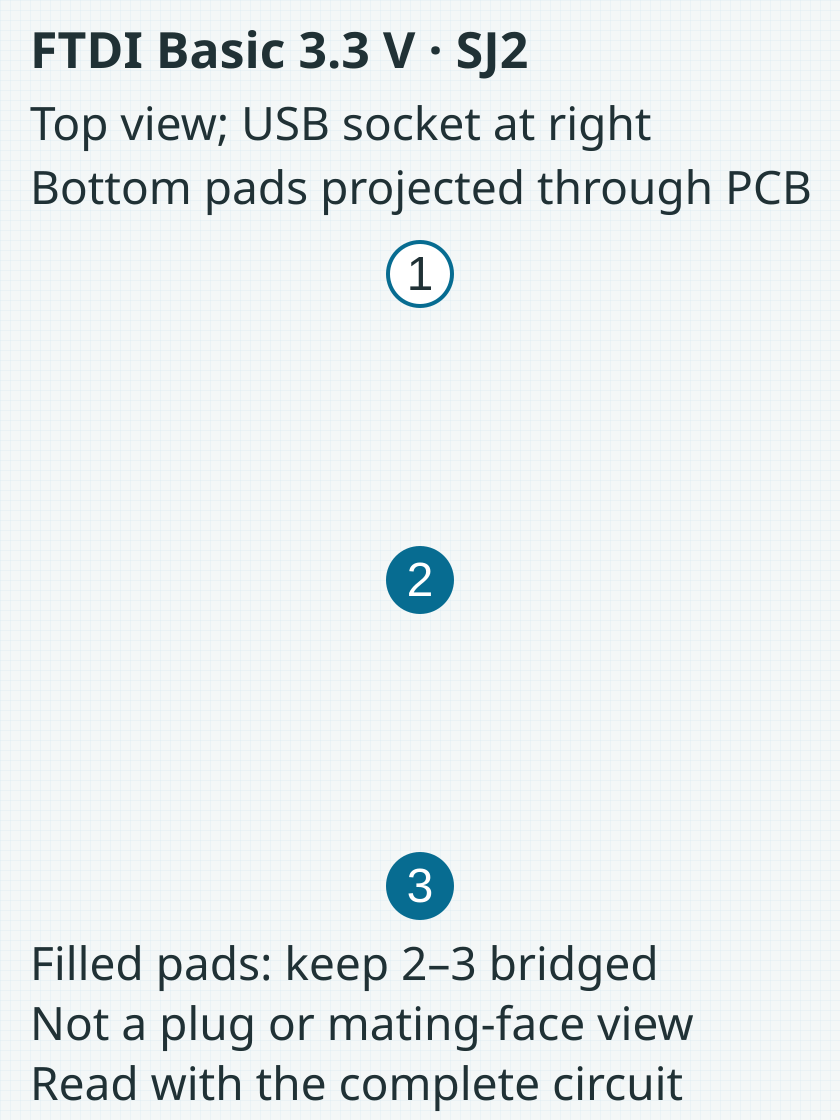 FTDI Basic 3.3 V · SJ2
Top view; USB socket at right
Bottom pads projected through PCB
1
2
3
Filled pads: keep 2–3 bridged
Not a plug or mating-face view
Read with the complete circuit